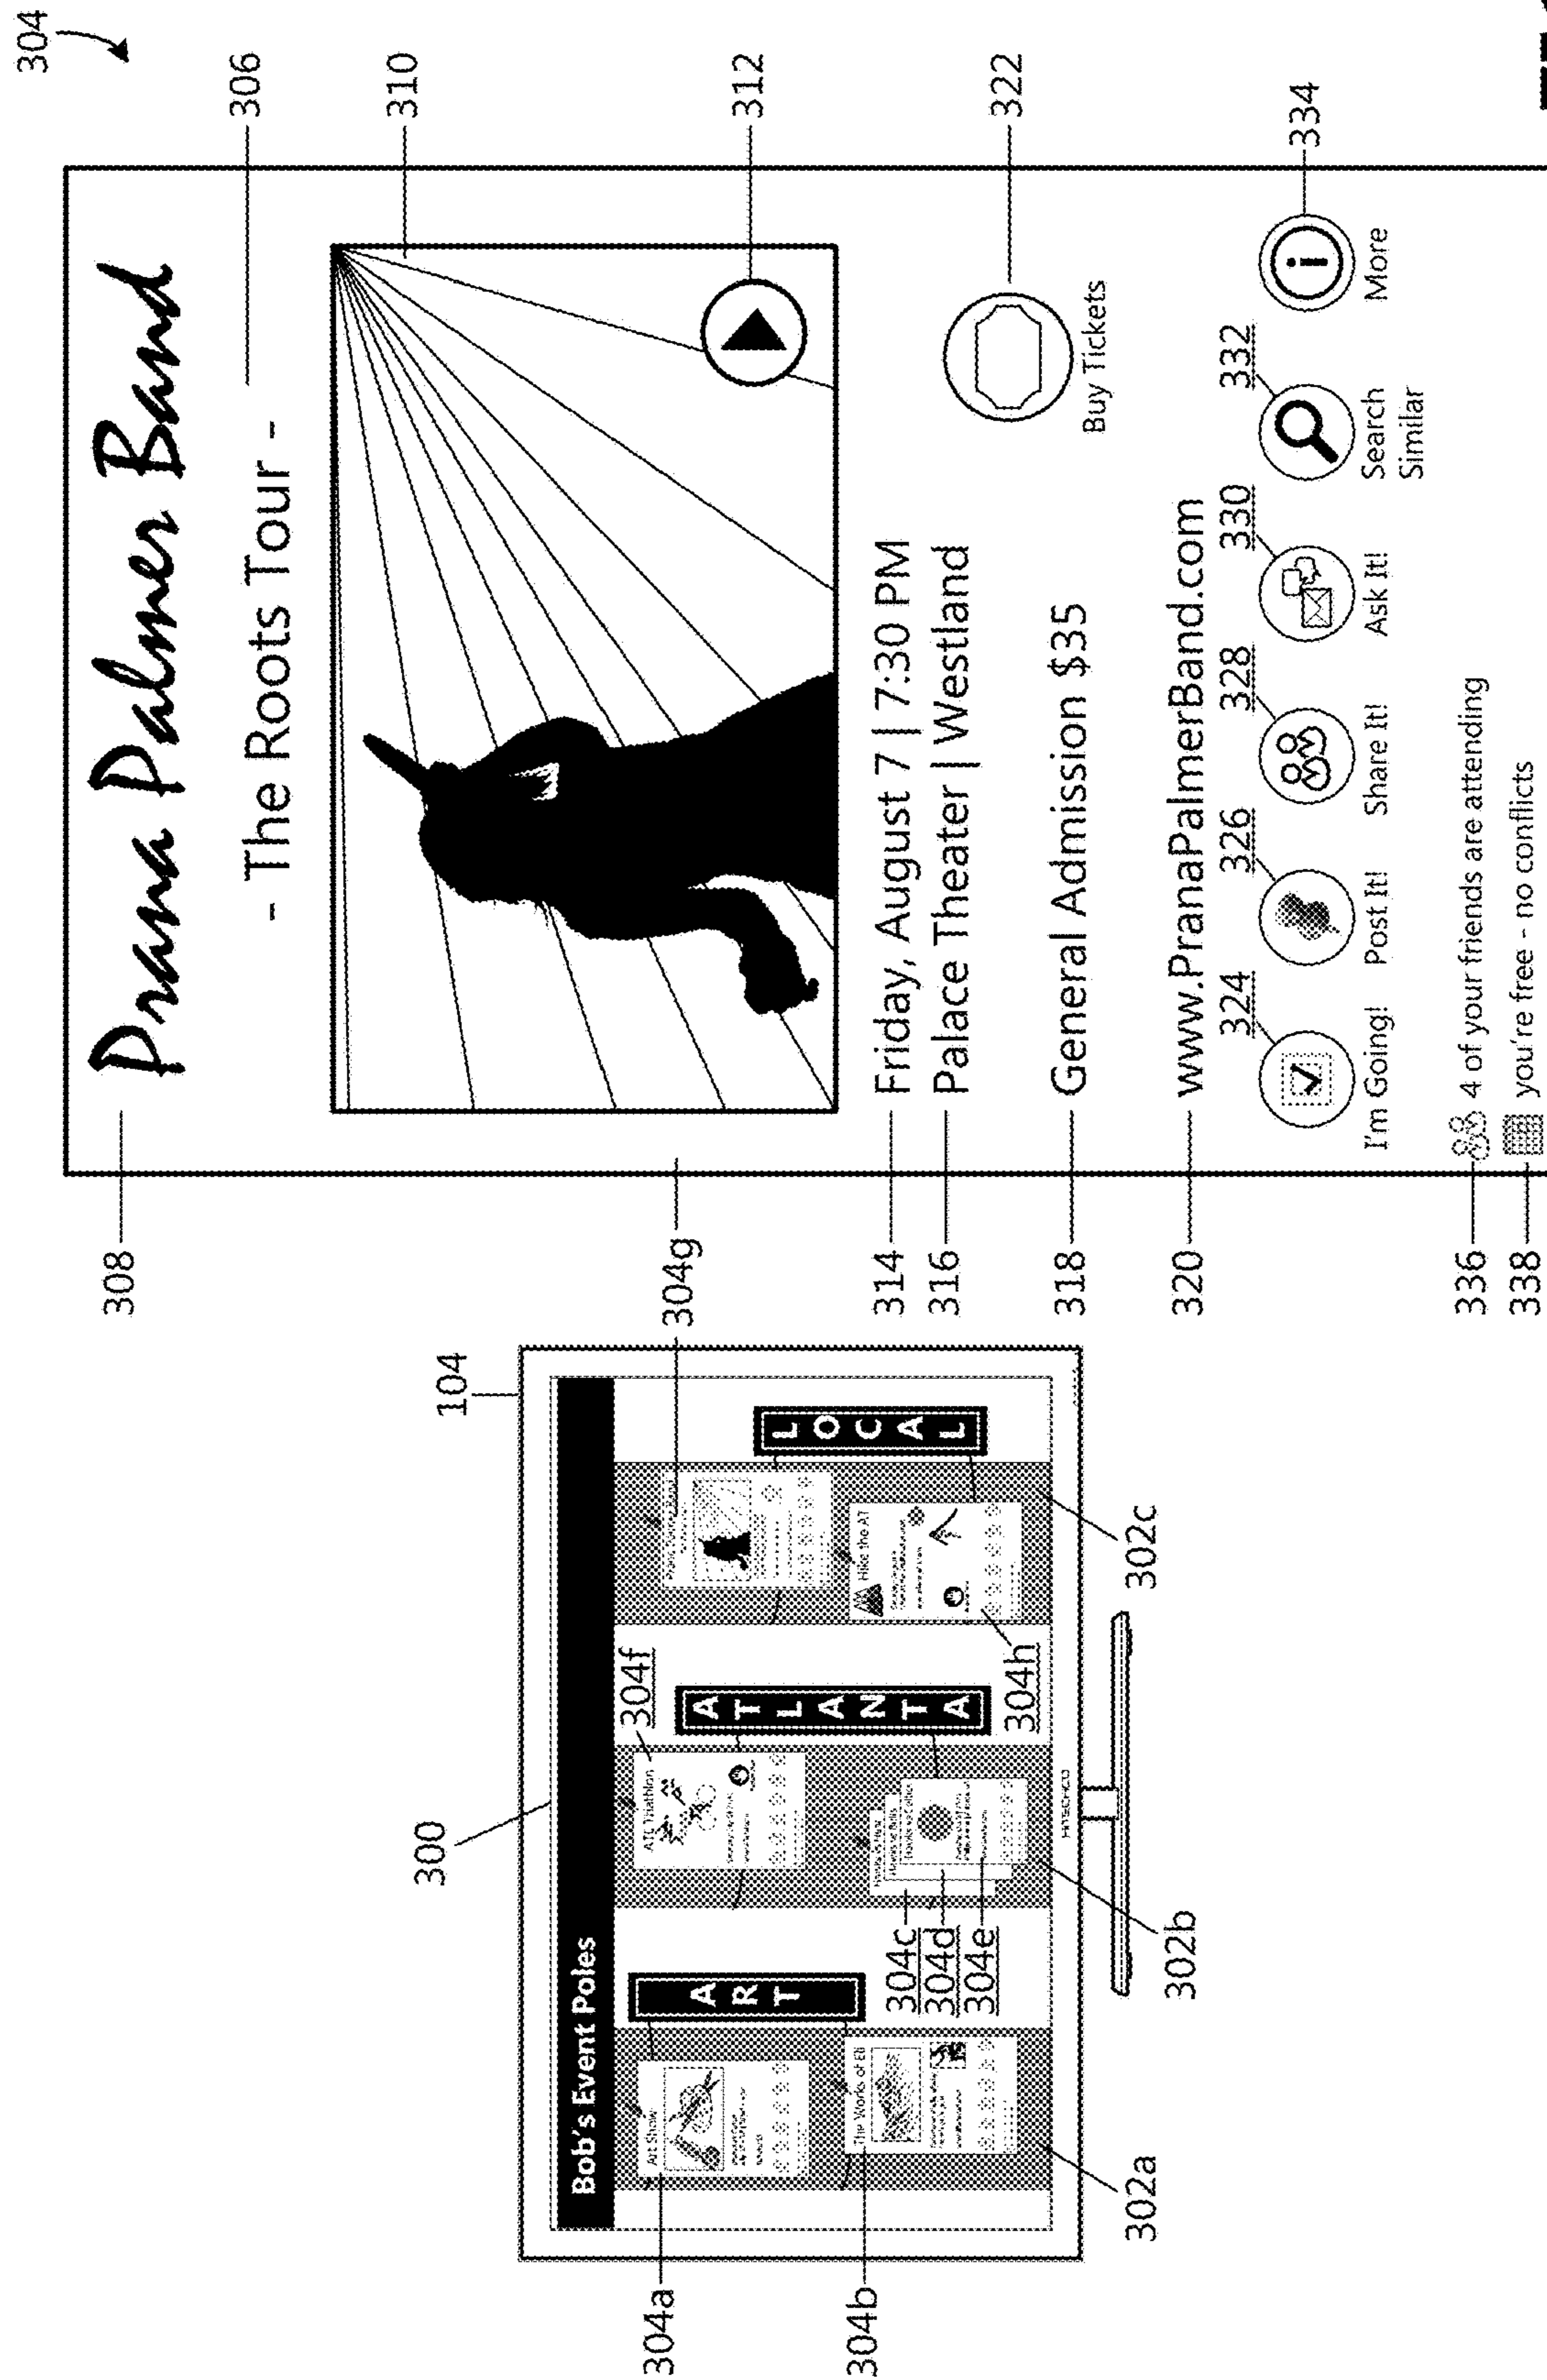 304
Prana Palmer Band
306
308
- The Roots Tour -
310
312
304g
314
Friday, August 7 | 7:30 PM
316
Palace Theater | Westland
322
Buy Tickets
318
General Admission $35
320
www.PranaPalmerBand.com
324
326
328
330
332
334
I'm Going!
Post It!
Share It!
Ask It!
Search
Similar
More
336
4 of your friends are attending
338
you're free - no conflicts
300
104
Bob's Event Poles
304a
Art Show
ART
304b
The Works of Eli
302a
304f
ATL Triathlon
ATLANTA
304c
304d
304e
302b
LOCAL
Hike the AT
304h
302c
HITECHCO